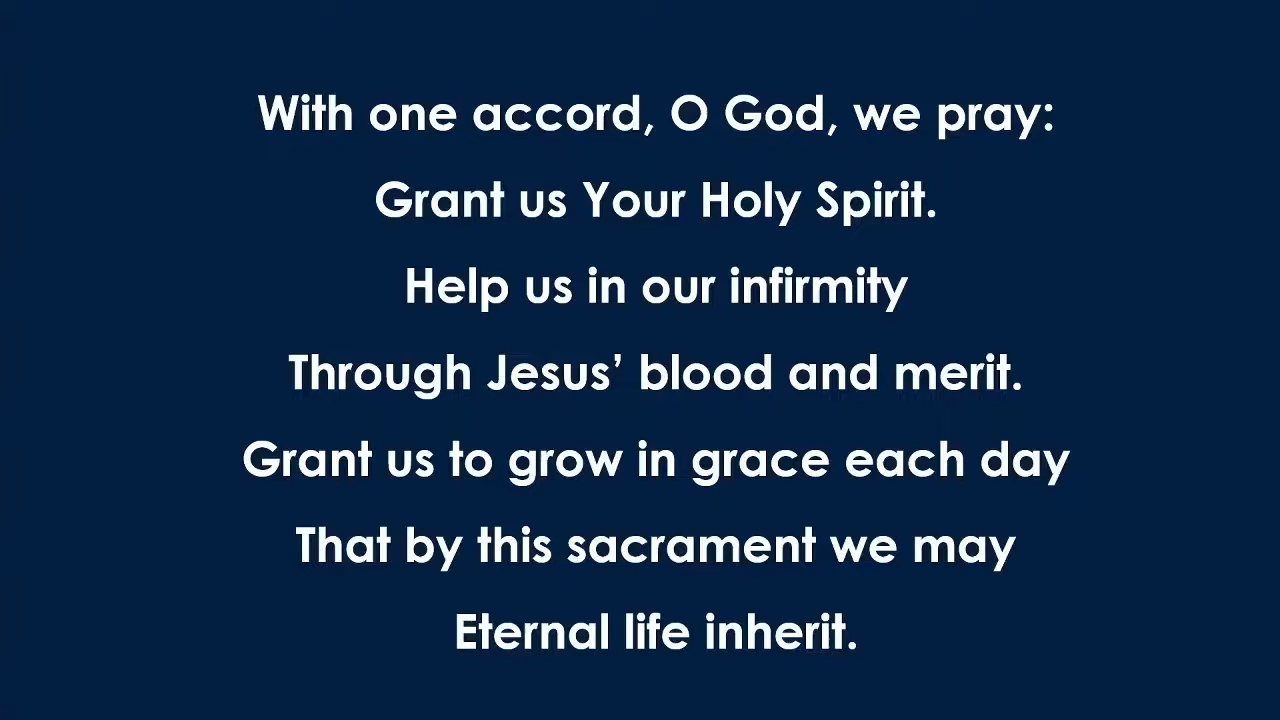 With one accord, O God, we pray:
Grant us Your Holy Spirit.
Help us in our infirmity
Through Jesus’ blood and merit.
Grant us to grow in grace each day
That by this sacrament we may
Eternal life inherit.